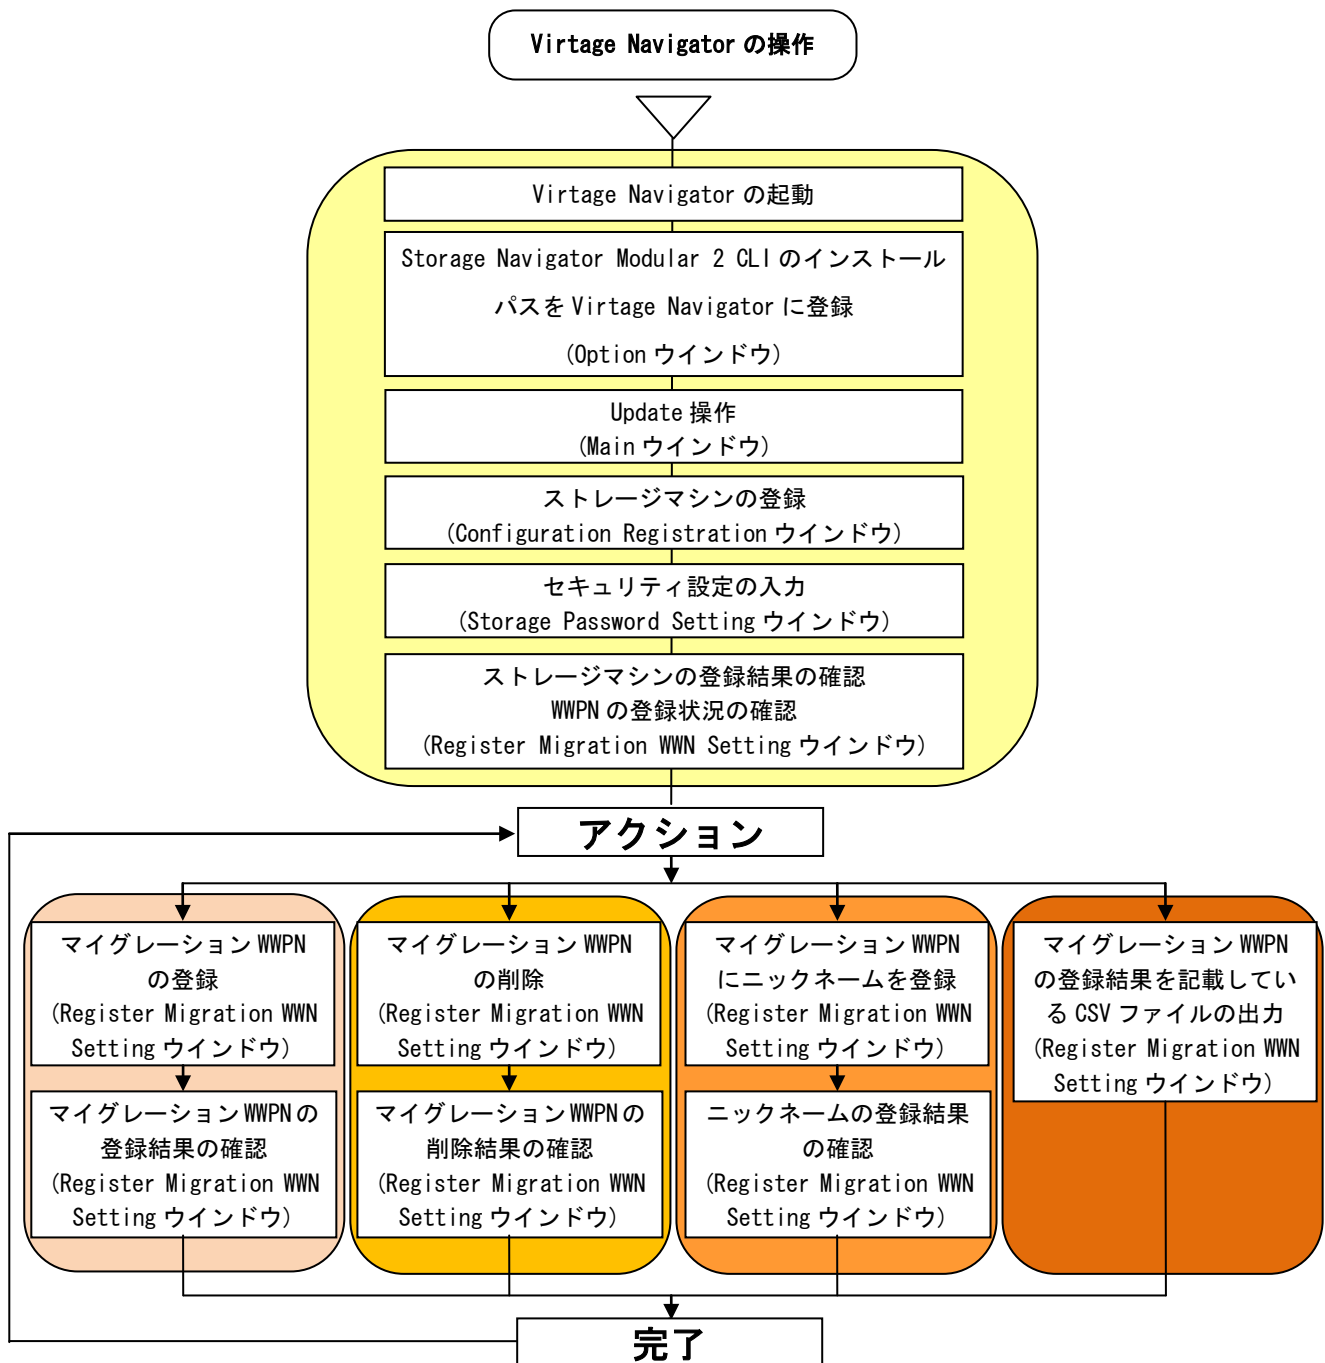 Virtage Navigator の操作
Virtage Navigator の起動
Storage Navigator Modular 2 CLI のインストール
パスを Virtage Navigator に登録
(Option ウインドウ)
Update 操作
(Main ウインドウ)
ストレージマシンの登録
(Configuration Registration ウインドウ)
セキュリティ設定の入力
(Storage Password Setting ウインドウ)
ストレージマシンの登録結果の確認
WWPN の登録状況の確認
(Register Migration WWN Setting ウインドウ)
アクション
マイグレーション WWPN
の登録
(Register Migration WWN
Setting ウインドウ)
マイグレーション WWPN の
登録結果の確認
(Register Migration WWN
Setting ウインドウ)
マイグレーション WWPN
の削除
(Register Migration WWN
Setting ウインドウ)
マイグレーション WWPN の
削除結果の確認
(Register Migration WWN
Setting ウインドウ)
マイグレーション WWPN
にニックネームを登録
(Register Migration WWN
Setting ウインドウ)
ニックネームの登録結果
の確認
(Register Migration WWN
Setting ウインドウ)
マイグレーション WWPN
の登録結果を記載してい
る CSV ファイルの出力
(Register Migration WWN
Setting ウインドウ)
完了